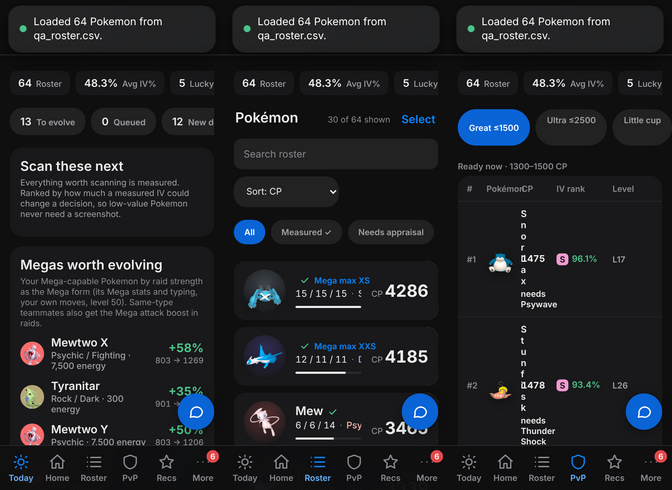 Loaded 64 Pokemon from
qa_roster.csv.
64 Roster
48.3% Avg IV%
5 Lucky
13 To evolve
0 Queued
12 New d
Scan these next
Everything worth scanning is measured.
Ranked by how much a measured IV could
change a decision, so low-value Pokemon
never need a screenshot.
Megas worth evolving
Your Mega-capable Pokemon by raid strength
as the Mega form (its Mega stats and typing,
your own moves, level 50). Same-type
teammates also get the Mega attack boost in
raids.
Mewtwo X
Psychic / Fighting ·
7,500 energy
+58%
803 → 1269
Tyranitar
Rock / Dark · 300
energy
+35%
901
Mewtwo Y
Psychic · 7,500 energy
+50%
803 → 1206
Today
Home
Roster
PvP
Recs
More
6
Loaded 64 Pokemon from
qa_roster.csv.
64 Roster
48.3% Avg IV%
5 Lucky
Pokémon
30 of 64 shown
Select
Search roster
Sort: CP
All
Measured ✓
Needs appraisal
✓ Mega max XS
15 / 15 / 15 · S
CP 4286
✓ Mega max XXS
12 / 11 / 11 · D
CP 4185
Mew ✓
6 / 6 / 14 · Psy
CP 3465
Today
Home
Roster
PvP
Recs
More
6
Loaded 64 Pokemon from
qa_roster.csv.
64 Roster
48.3% Avg IV%
5 Lucky
Great ≤1500
Ultra ≤2500
Little cup
Ready now · 1300–1500 CP
#
Pokémon
CP
IV rank
Level
#1
S
n
o
r
l
a
x
needs
Psywave
1475
S 96.1%
L17
#2
S
t
u
n
f
i
s
k
needs
Thunder
Shock
1478
S 93.4%
L26
Today
Home
Roster
PvP
Recs
More
6